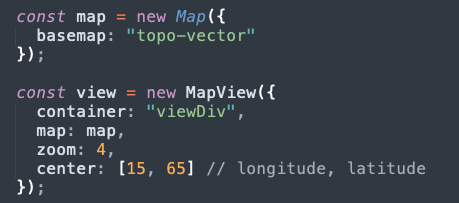 const map = new Map({
  basemap: "topo-vector"
});

const view = new MapView({
  container: "viewDiv",
  map: map,
  zoom: 4,
  center: [15, 65] // longitude, latitude
});